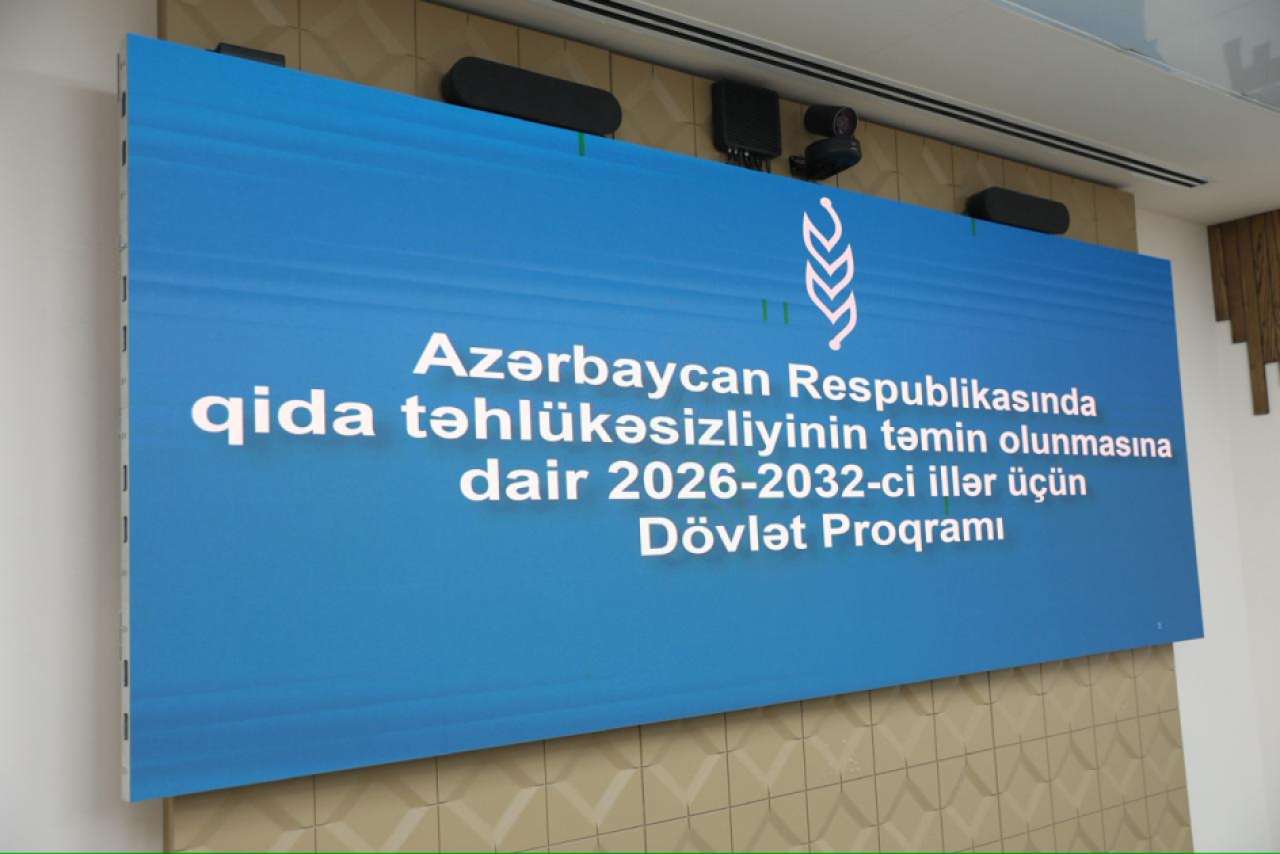 Azərbaycan Respublikasında
qida təhlükəsizliyinin təmin olunmasına
dair 2026-2032-ci illər üçün
Dövlət Proqramı